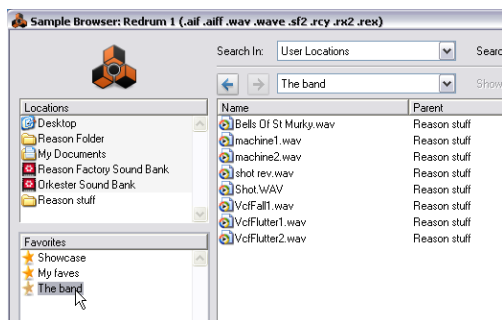 Sample Browser: Redrum 1 (.aif .aiff .wav .wave .sf2 .rcy .rx2 .rex)
Search In: User Locations
The band
Locations
Desktop
Reason Folder
My Documents
Reason Factory Sound Bank
Orkester Sound Bank
Reason stuff
Favorites
Showcase
My faves
The band
Name Parent
Bells Of St Murky.wav Reason stuff
machine1.wav Reason stuff
machine2.wav Reason stuff
shot rev.wav Reason stuff
Shot.WAV Reason stuff
VcfFall1.wav Reason stuff
VcfFlutter1.wav Reason stuff
VcfFlutter2.wav Reason stuff